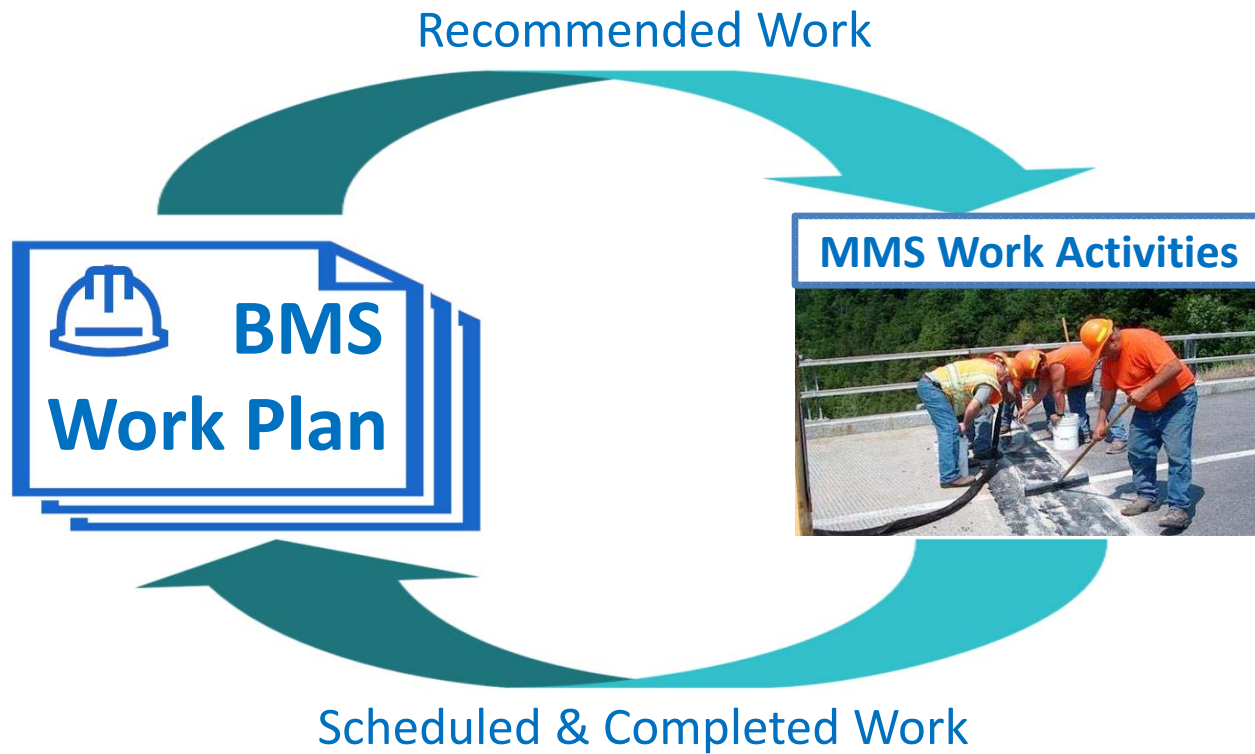 Recommended Work
BMS
Work Plan
MMS Work Activities
Scheduled & Completed Work